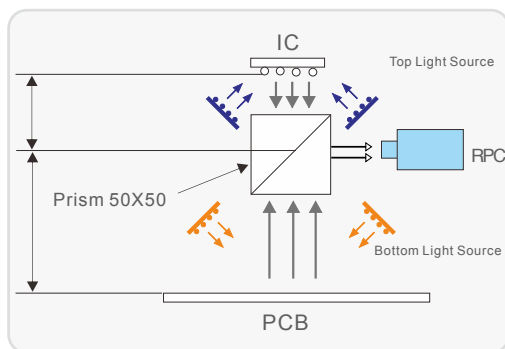 IC
Top Light Source
RPC
Prism 50X50
Bottom Light Source
PCB